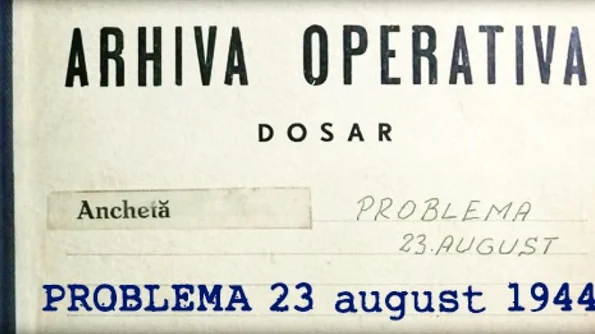 ARHIVA OPERATIVA
DOSAR
Anchetă PROBLEMA
23.AUGUST
PROBLEMA 23 august 1944